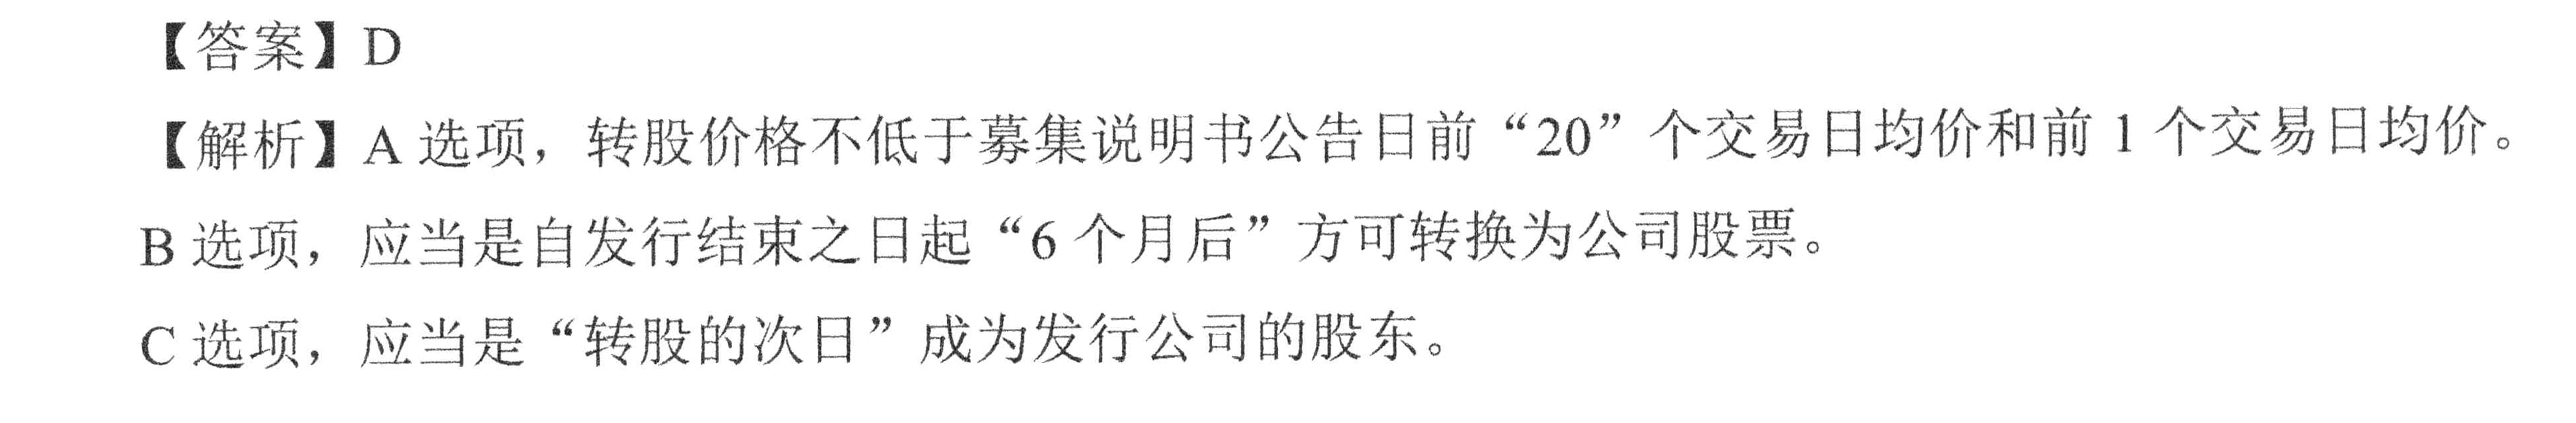 【答案】D
【解析】A 选项，转股价格不低于募集说明书公告日前“20”个交易日均价和前 1 个交易日均价。
B 选项，应当是自发行结束之日起“6 个月后”方可转换为公司股票。
C 选项，应当是“转股的次日”成为发行公司的股东。